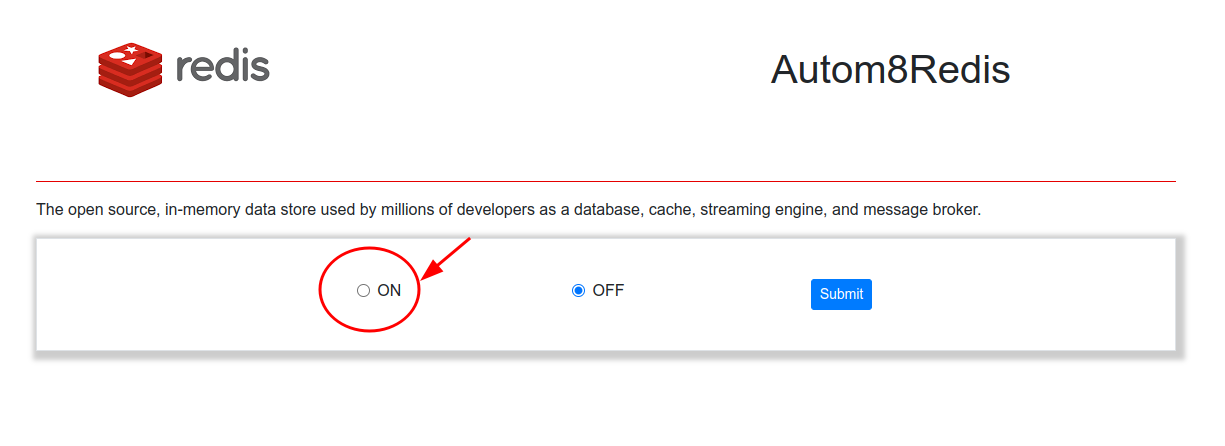 redis
Autom8Redis
The open source, in-memory data store used by millions of developers as a database, cache, streaming engine, and message broker.
ON OFF Submit